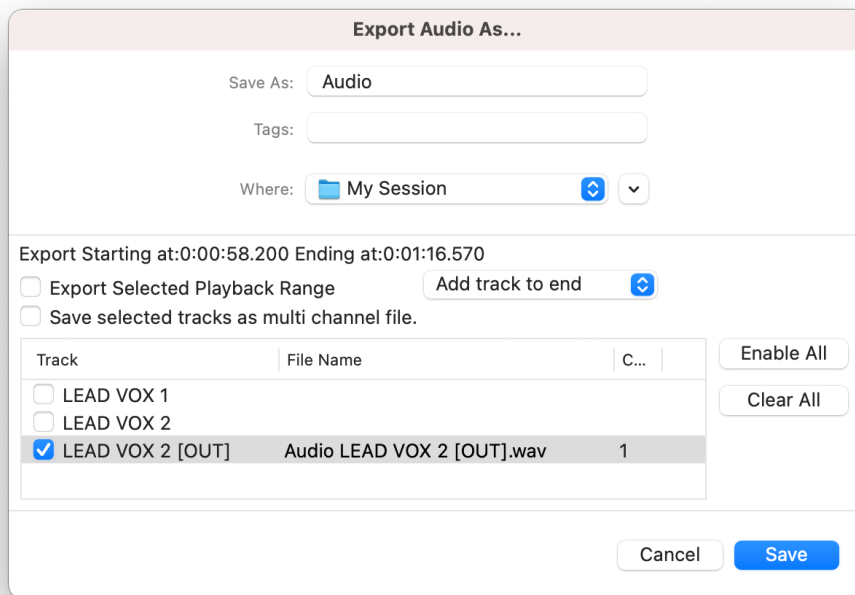 Export Audio As...
Save As: Audio
Tags:
Where: My Session
Export Starting at:0:00:58.200 Ending at:0:01:16.570
Export Selected Playback Range Add track to end
Save selected tracks as multi channel file.
Track File Name C... Enable All
LEAD VOX 1 Clear All
LEAD VOX 2
LEAD VOX 2 [OUT] Audio LEAD VOX 2 [OUT].wav 1
Cancel Save